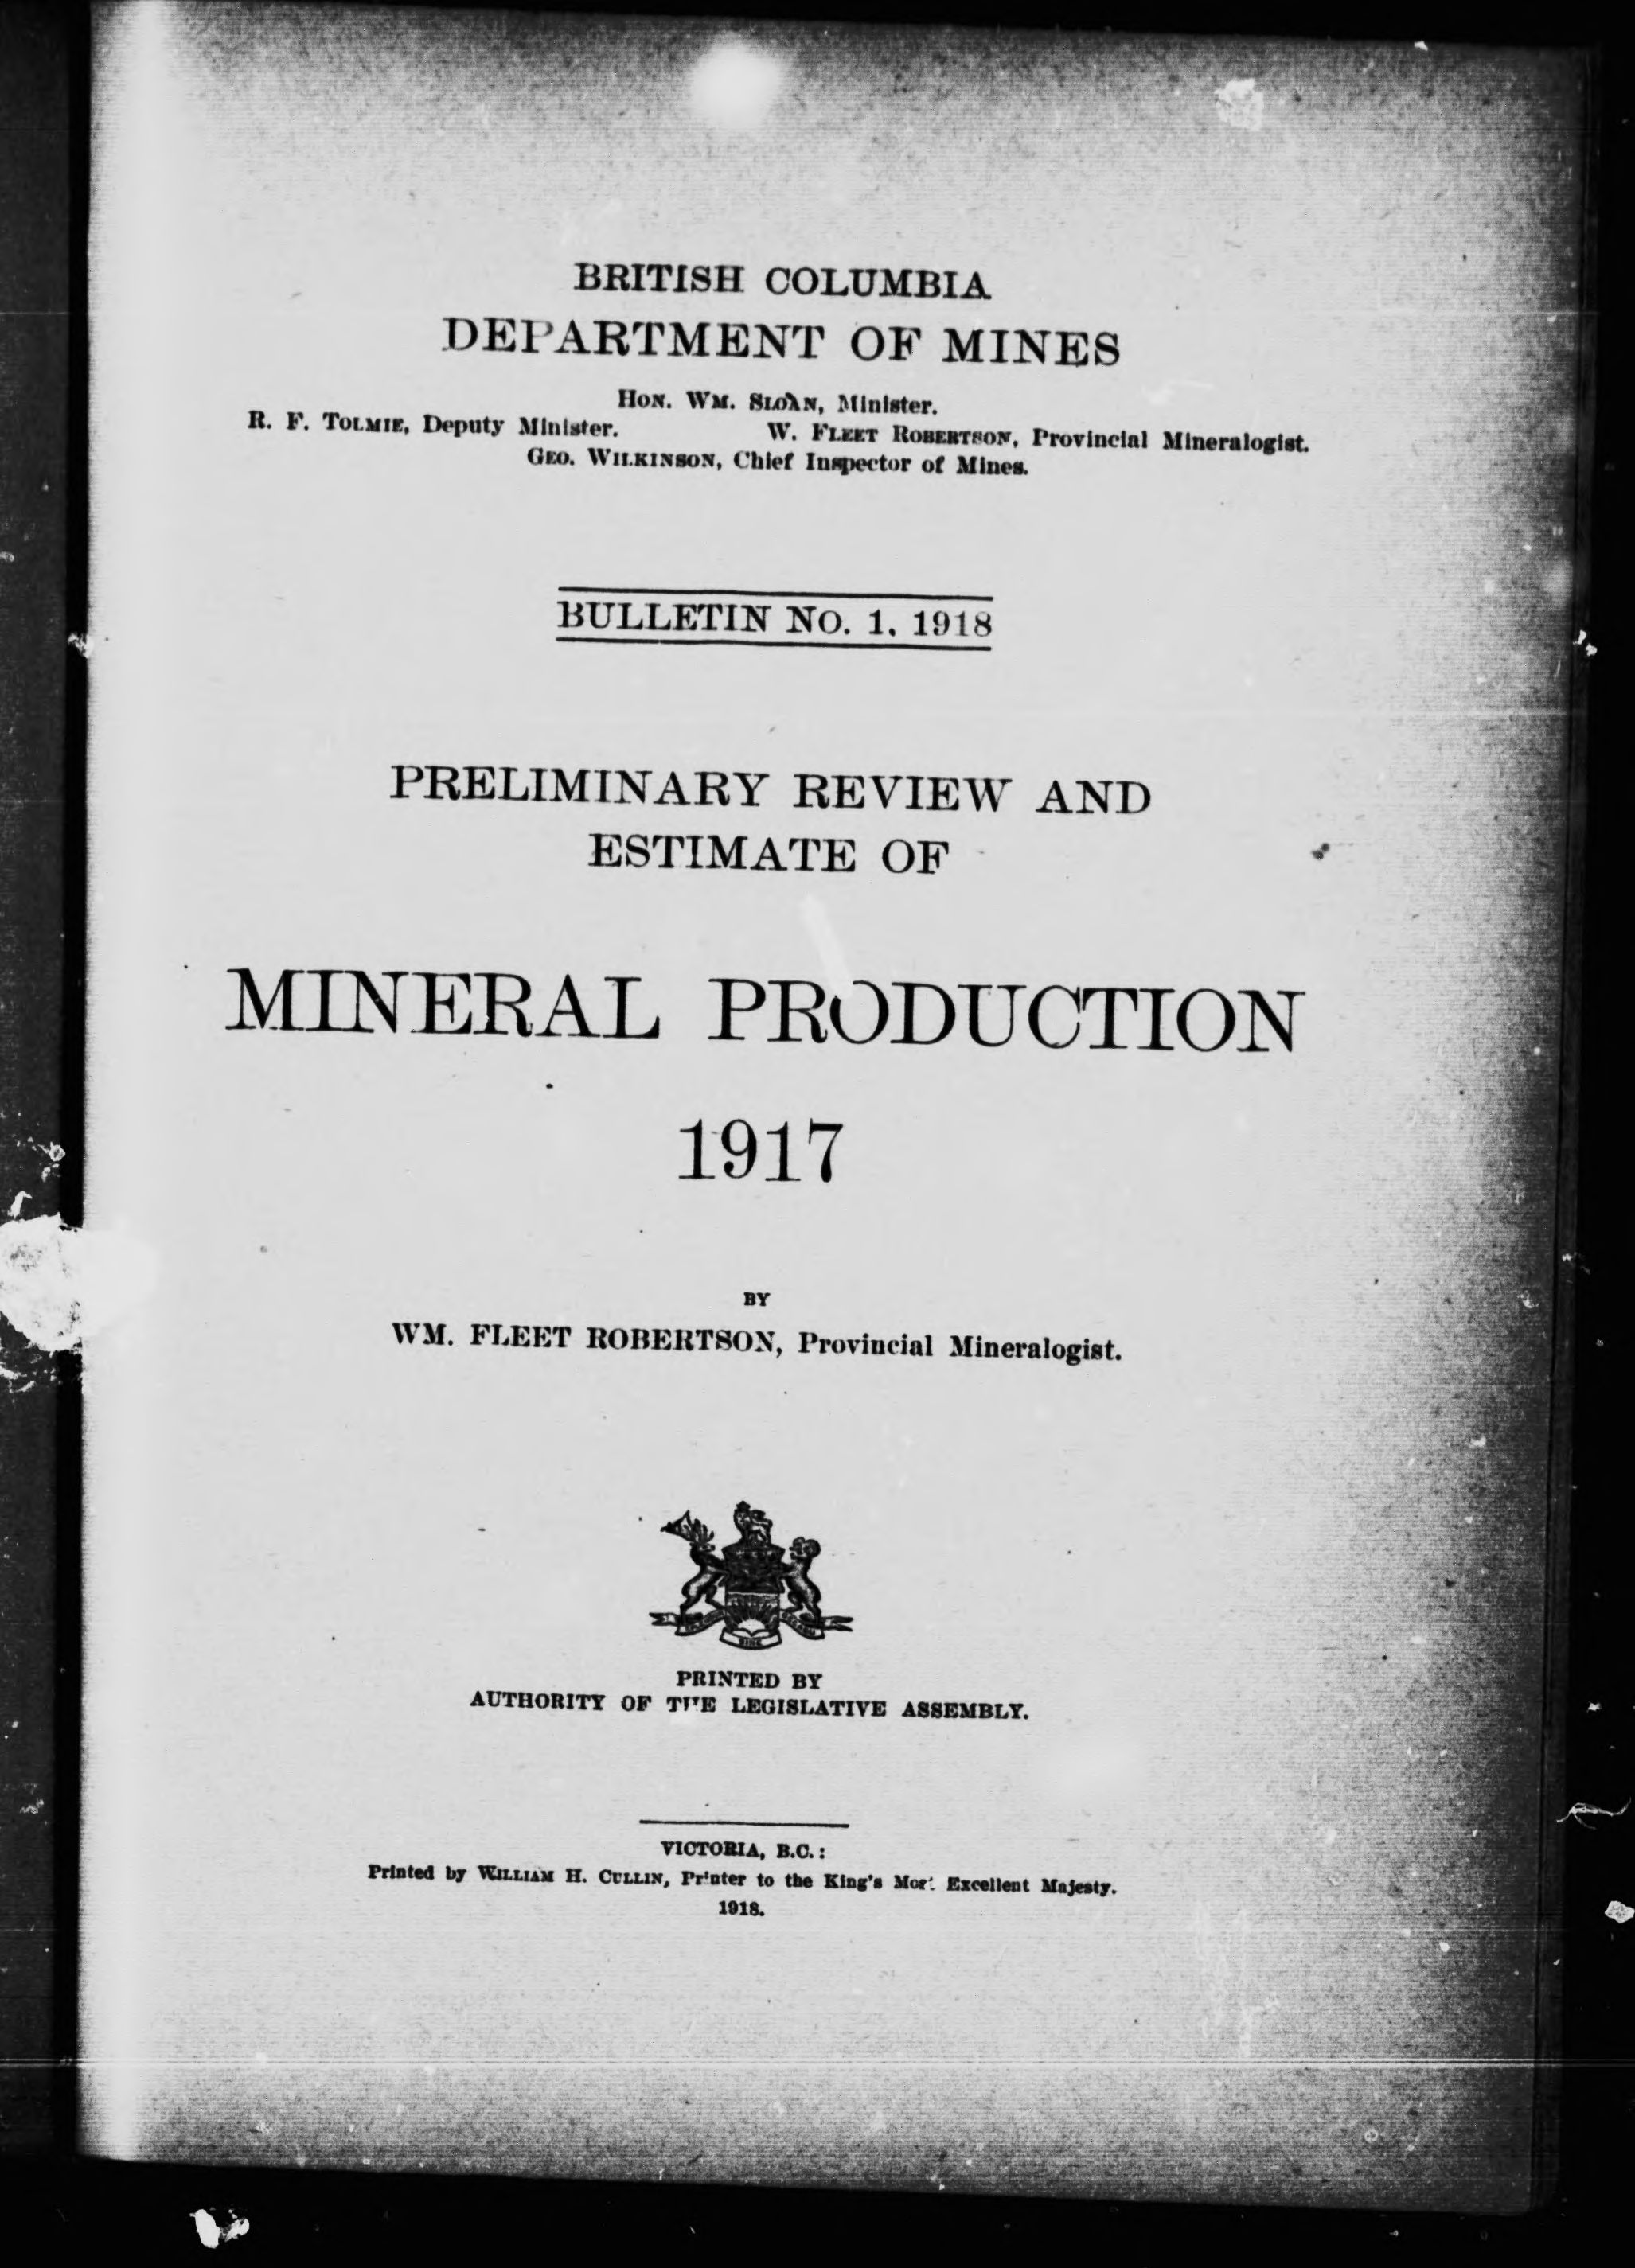 BRITISH COLUMBIA
DEPARTMENT OF MINES
HON. WM. SLOAN, Minister.
R. F. TOLMIE, Deputy Minister. W. FLEET ROBERTSON, Provincial Mineralogist.
GEO. WILKINSON, Chief Inspector of Mines.
BULLETIN NO. 1, 1918
PRELIMINARY REVIEW AND
ESTIMATE OF
MINERAL PRODUCTION
1917
BY
WM. FLEET ROBERTSON, Provincial Mineralogist.
PRINTED BY
AUTHORITY OF THE LEGISLATIVE ASSEMBLY.
VICTORIA, B.C.:
Printed by WILLIAM H. CULLIN, Printer to the King's Most Excellent Majesty.
1918.